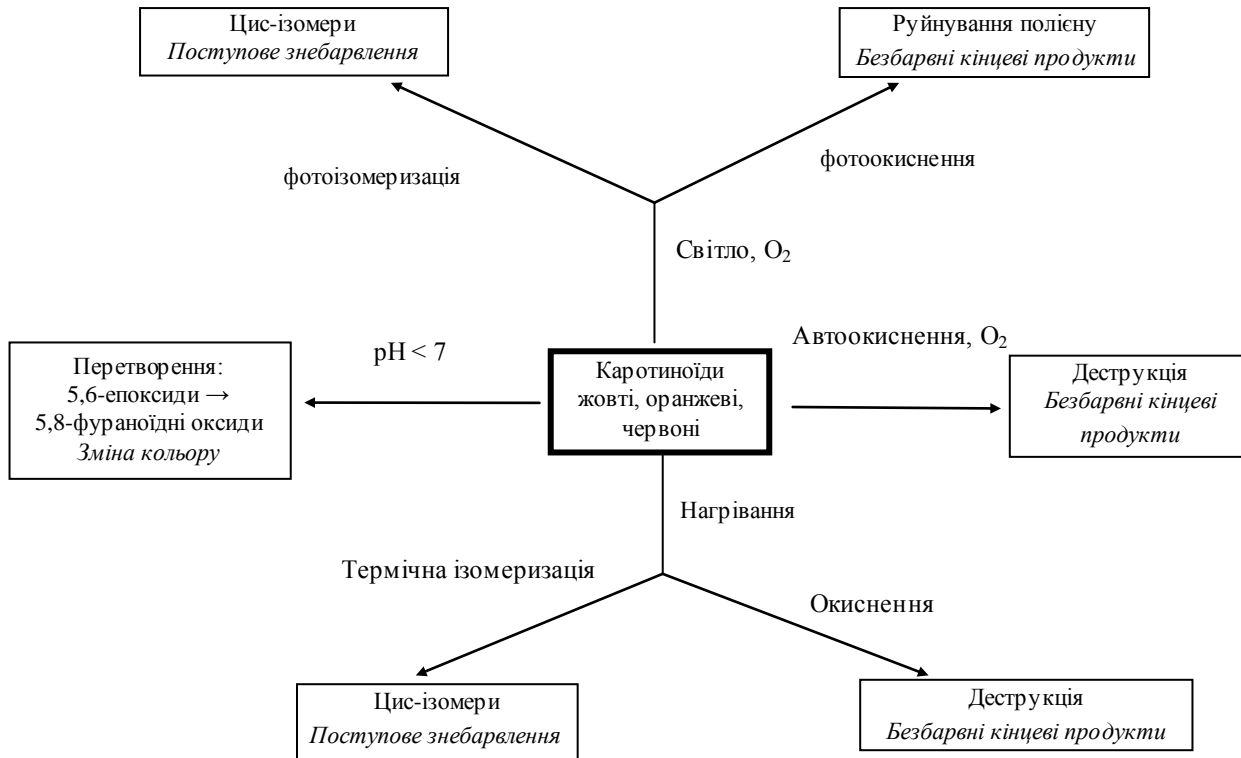 Цис-ізомери
Поступове знебарвлення
Руйнування полієну
Безбарвні кінцеві продукти
фотоізомеризація
фотоокиснення
Світло, O₂
Перетворення:
5,6-епоксиди →
5,8-фураноїдні оксиди
Зміна кольору
pH < 7
Каротиноїди
жовті, оранжеві,
червоні
Автоокиснення, O₂
Деструкція
Безбарвні кінцеві
продукти
Нагрівання
Термічна ізомеризація
Окиснення
Цис-ізомери
Поступове знебарвлення
Деструкція
Безбарвні кінцеві продукти